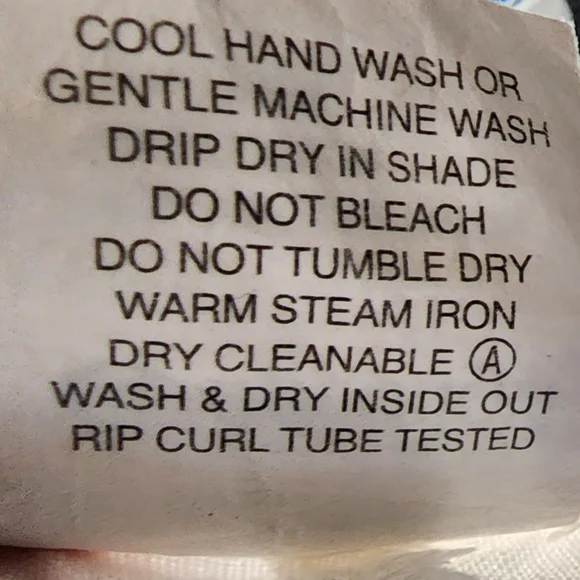 COOL HAND WASH OR
GENTLE MACHINE WASH
DRIP DRY IN SHADE
DO NOT BLEACH
DO NOT TUMBLE DRY
WARM STEAM IRON
DRY CLEANABLE Ⓐ
WASH & DRY INSIDE OUT
RIP CURL TUBE TESTED